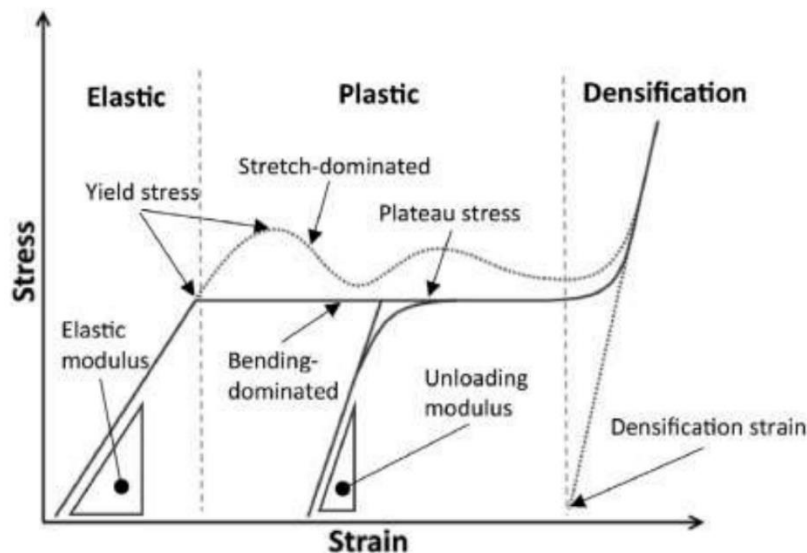 Elastic
Plastic
Densification
Stretch-dominated
Yield stress
Plateau stress
Stress
Elastic
modulus
Bending-
dominated
Unloading
modulus
Densification strain
Strain